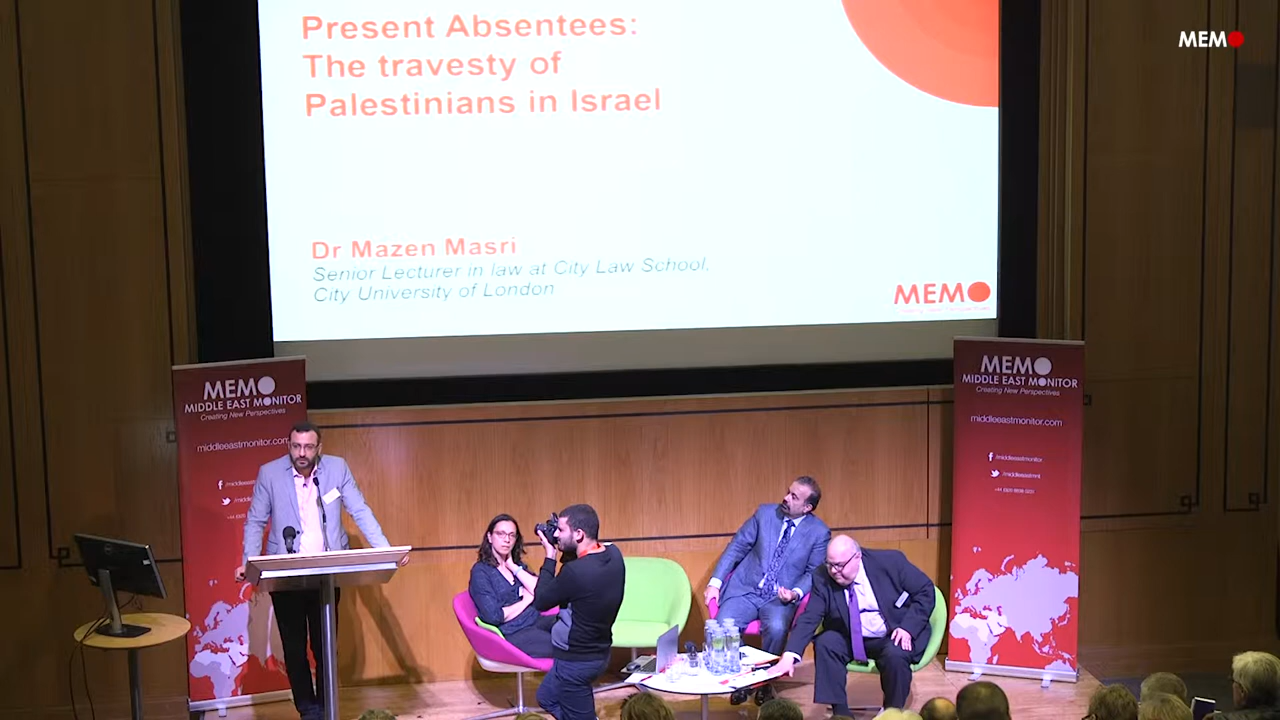 Present Absentees:
The travesty of
Palestinians in Israel
MEMO
Dr Mazen Masri
Senior Lecturer in law at City Law School,
City University of London
MEMO
MEMO
MIDDLE EAST MONITOR
Creating New Perspectives
middleeastmonitor.com
MEMO
MIDDLE EAST MONITOR
Creating New Perspectives
middleeastmonitor.com
/middleeastmonitor